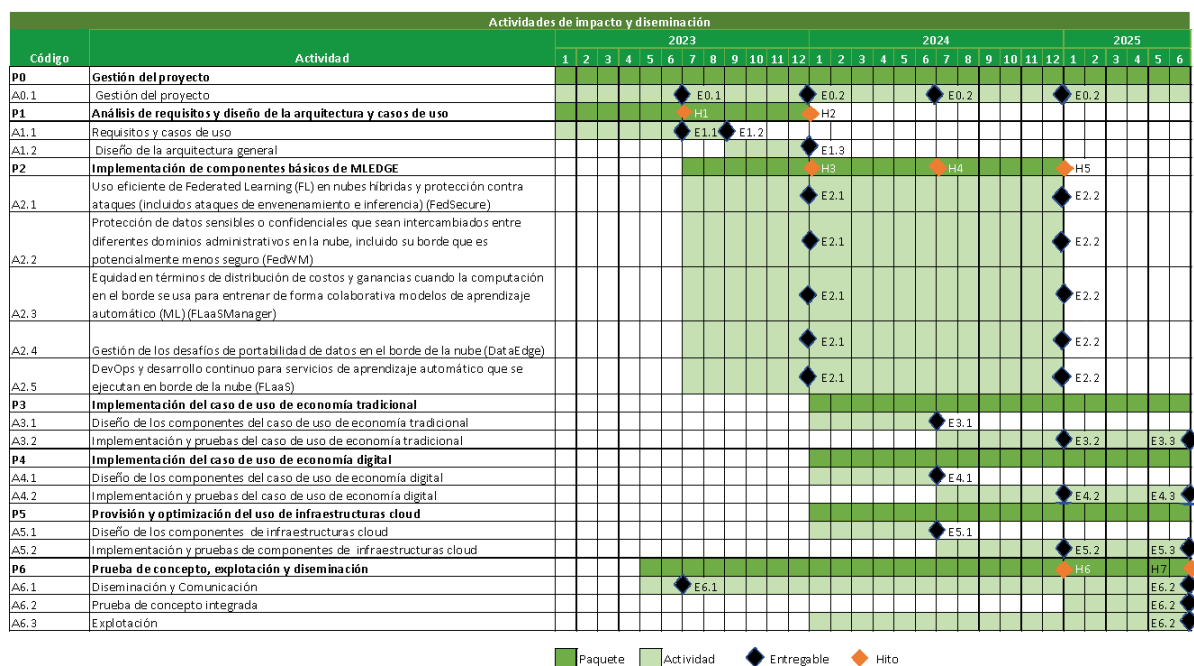 Actividades de impacto y diseminación
2023 2024 2025
Código Actividad 1 2 3 4 5 6 7 8 9 10 11 12 1 2 3 4 5 6 7 8 9 10 11 12 1 2 3 4 5 6
P0 Gestión del proyecto
A0.1 Gestión del proyecto E0.1 E0.2 E0.2 E0.2
P1 Análisis de requisitos y diseño de la arquitectura y casos de uso H1 H2
A1.1 Requisitos y casos de uso E1.1 E1.2
A1.2 Diseño de la arquitectura general E1.3
P2 Implementación de componentes básicos de MLEDGE H3 H4 H5
Uso eficiente de Federated Learning (FL) en nubes híbridas y protección contra
A2.1 ataques (incluidos ataques de envenenamiento e inferencia) (FedSecure) E2.1 E2.2
Protección de datos sensibles o confidenciales que sean intercambiados entre
diferentes dominios administrativos en la nube, incluido su borde que es
A2.2 potencialmente menos seguro (FedWM) E2.1 E2.2
Equidad en términos de distribución de costos y ganancias cuando la computación
en el borde se usa para entrenar de forma colaborativa modelos de aprendizaje
A2.3 automático (ML) (FLaaSManager) E2.1 E2.2
A2.4 Gestión de los desafíos de portabilidad de datos en el borde de la nube (DataEdge) E2.1 E2.2
DevOps y desarrollo continuo para servicios de aprendizaje automático que se
A2.5 ejecutan en borde de la nube (FLaaS) E2.1 E2.2
P3 Implementación del caso de uso de economía tradicional
A3.1 Diseño de los componentes del caso de uso de economía tradicional E3.1
A3.2 Implementación y pruebas del caso de uso de economía tradicional E3.2 E3.3
P4 Implementación del caso de uso de economía digital
A4.1 Diseño de los componentes del caso de uso de economía digital E4.1
A4.2 Implementación y pruebas del caso de uso de economía digital E4.2 E4.3
P5 Provisión y optimización del uso de infraestructuras cloud
A5.1 Diseño de los componentes de infraestructuras cloud E5.1
A5.2 Implementación y pruebas de componentes de infraestructuras cloud E5.2 E5.3
P6 Prueba de concepto, explotación y diseminación H6 H7
A6.1 Diseminación y Comunicación E6.1 E6.2
A6.2 Prueba de concepto integrada E6.2
A6.3 Explotación E6.2
Paquete Actividad Entregable Hito